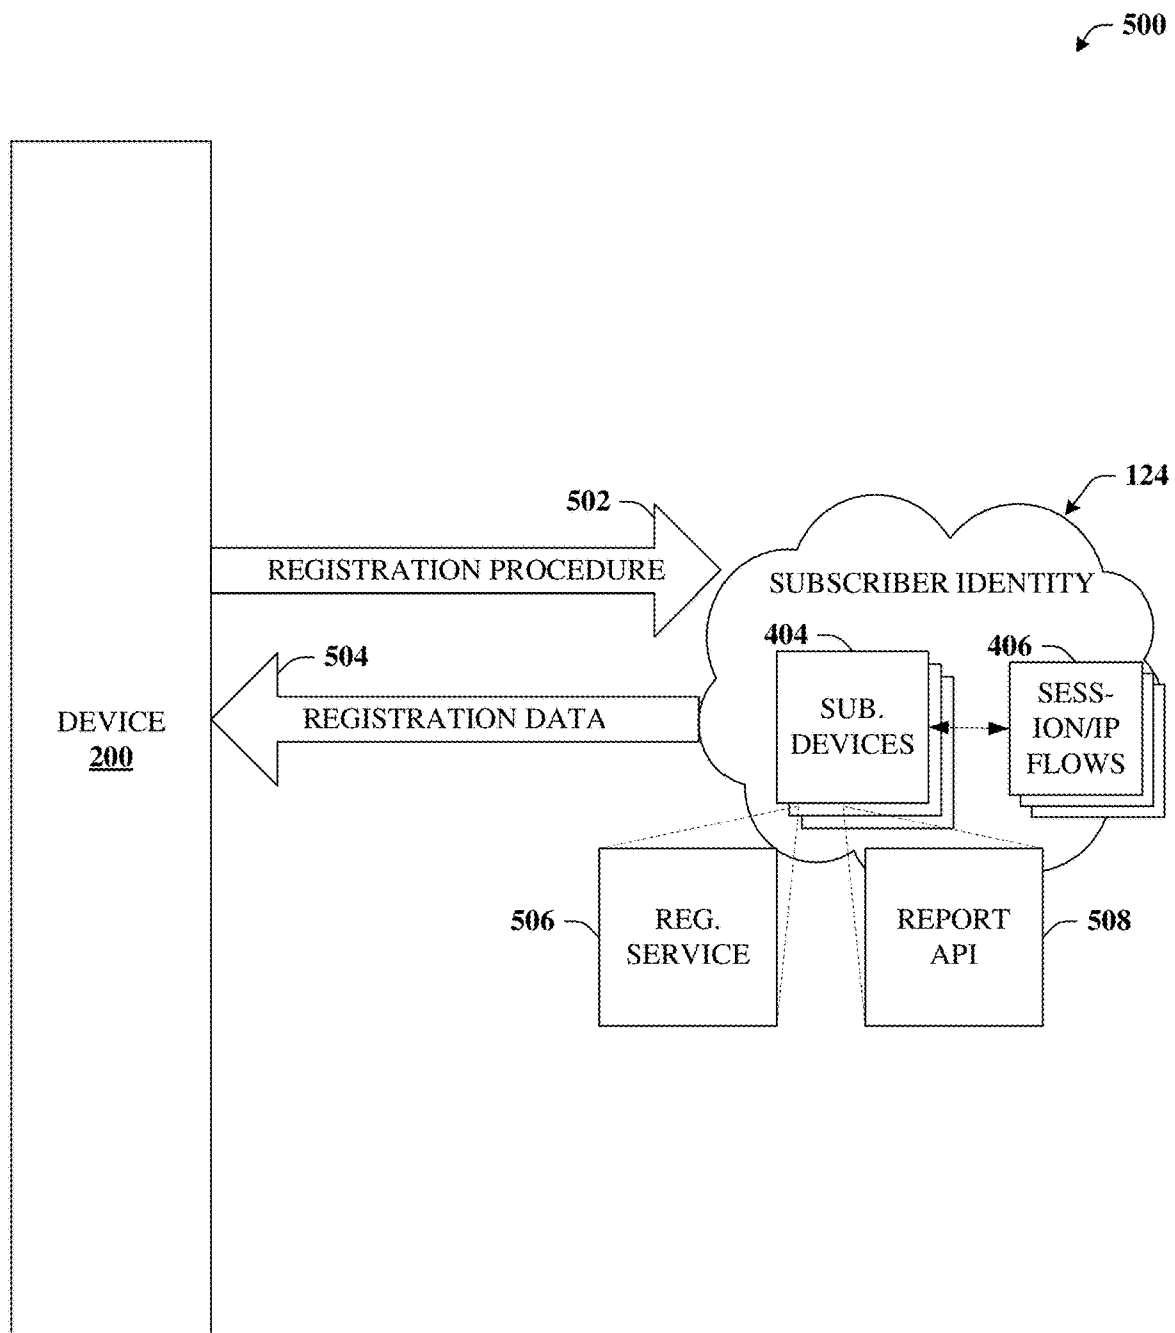 500
124
502
REGISTRATION PROCEDURE
SUBSCRIBER IDENTITY
404
406
504
REGISTRATION DATA
DEVICE
200
SUB.
DEVICES
SESS-
ION/IP
FLOWS
506
REG.
SERVICE
REPORT
API
508